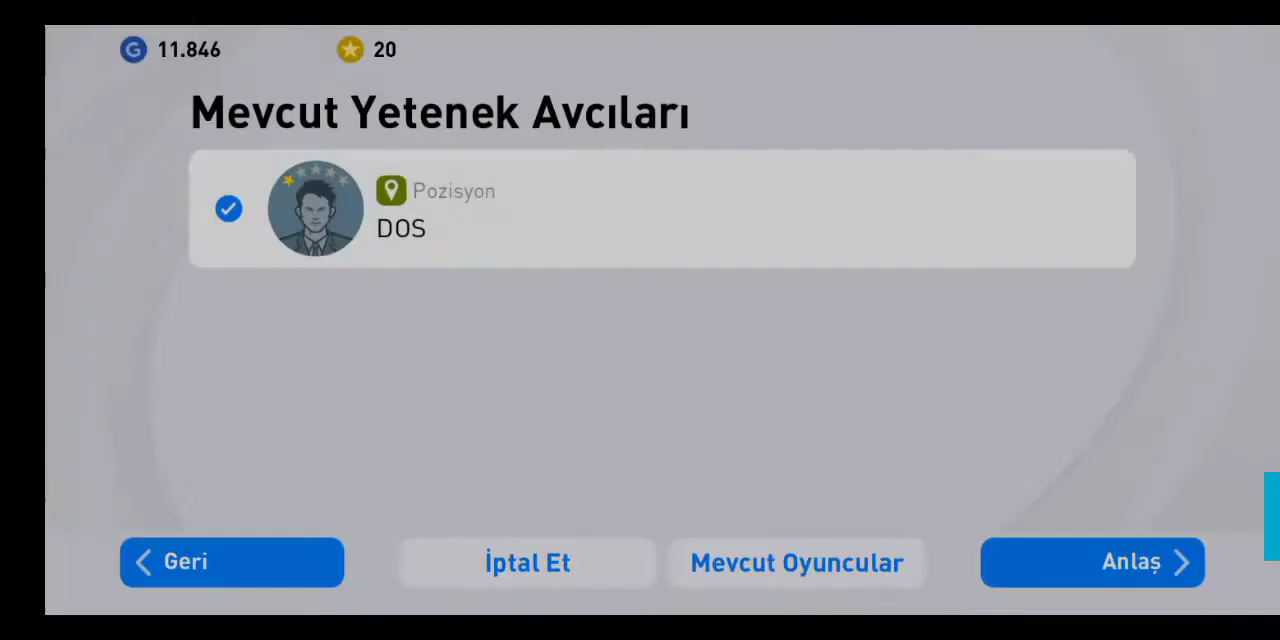 G 11.846 20
Mevcut Yetenek Avcıları
Pozisyon
DOS
Geri
İptal Et
Mevcut Oyuncular
Anlaş